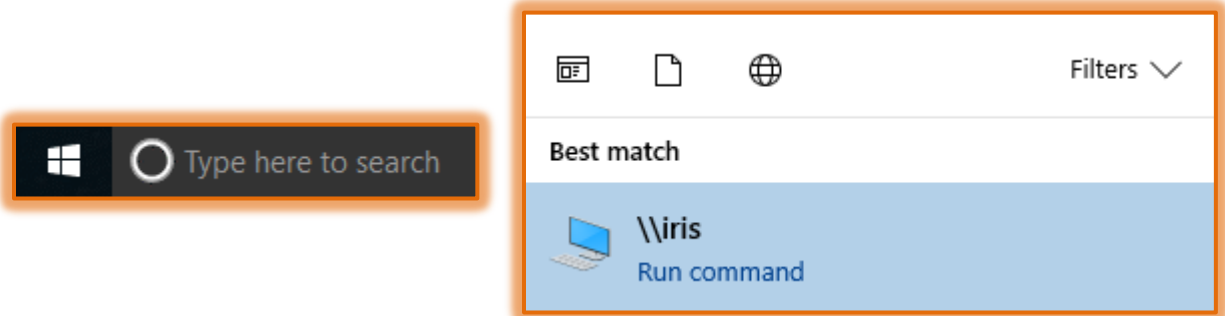 Type here to search
Filters
Best match
\\iris
Run command